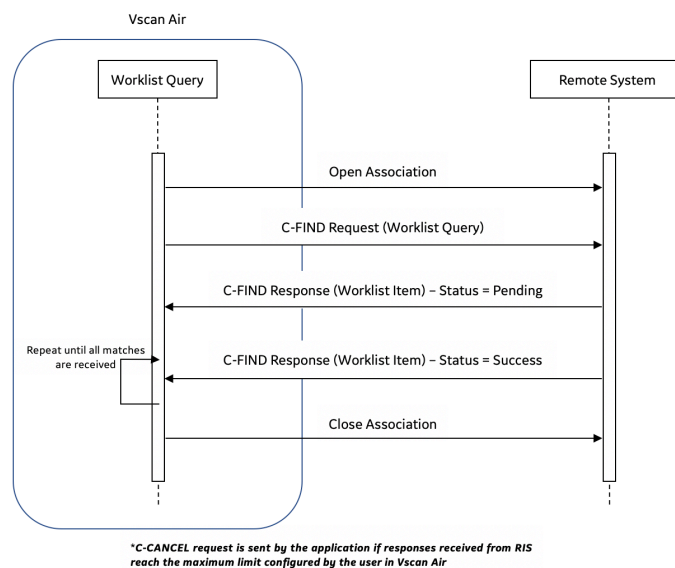 Vscan Air
Worklist Query
Remote System
Open Association
C-FIND Request (Worklist Query)
C-FIND Response (Worklist Item) – Status = Pending
Repeat until all matches
are received
C-FIND Response (Worklist Item) – Status = Success
Close Association
*C-CANCEL request is sent by the application if responses received from RIS
reach the maximum limit configured by the user in Vscan Air